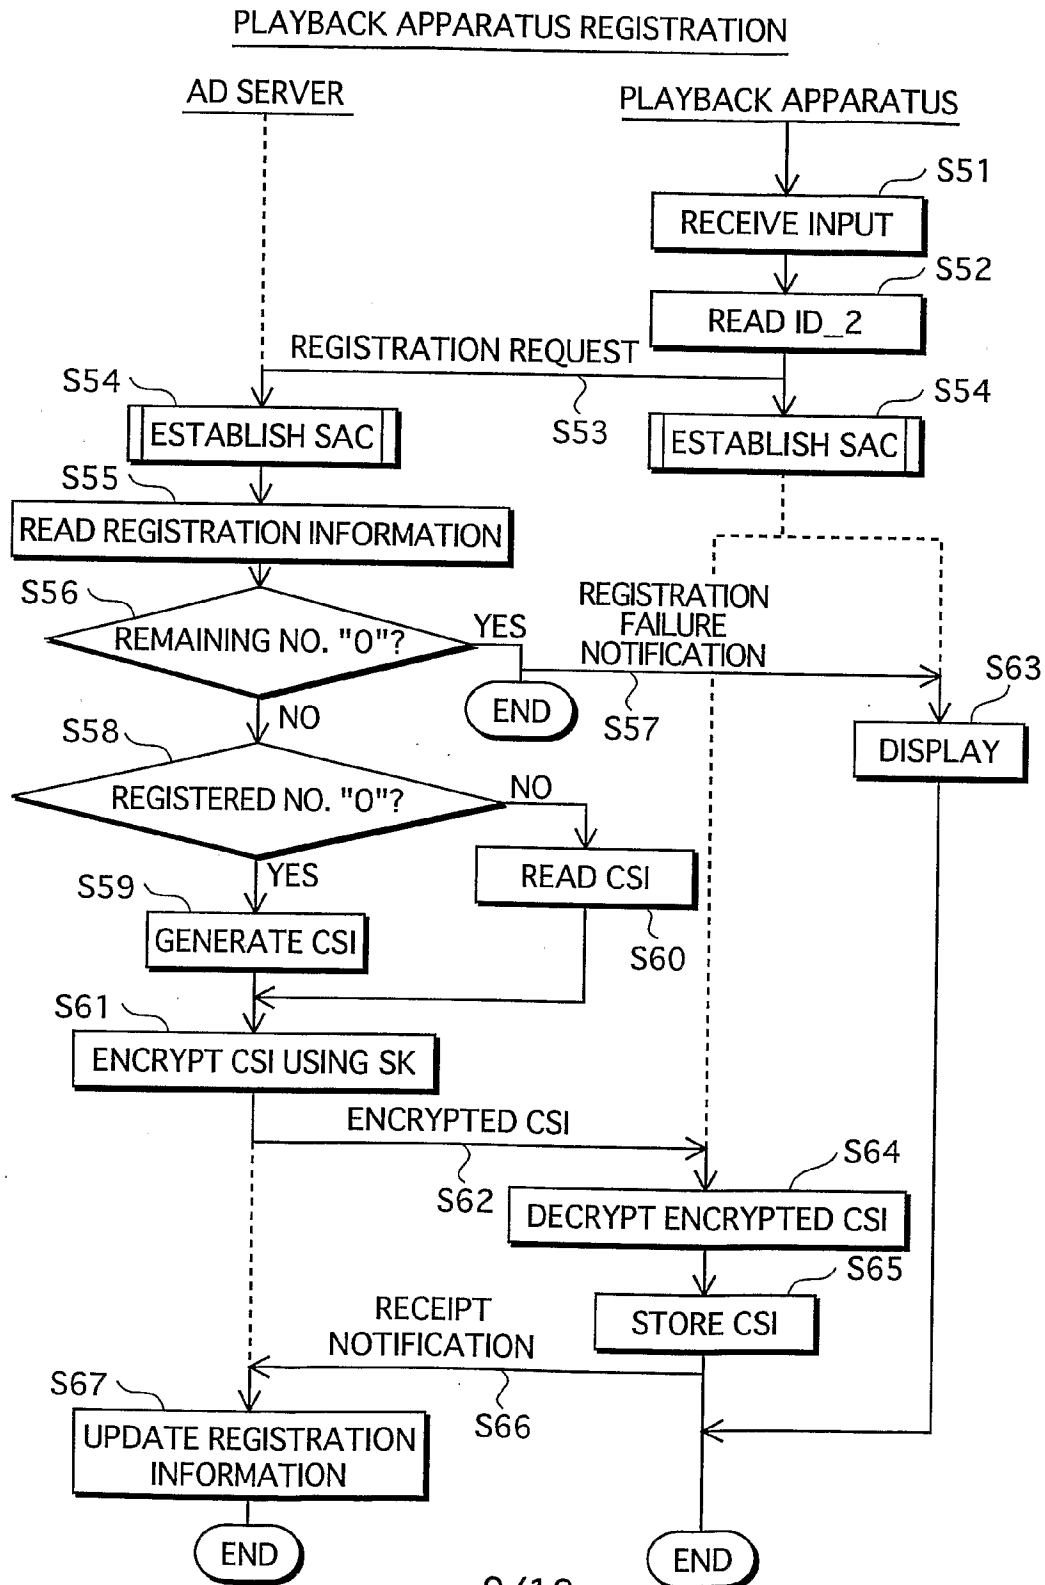 PLAYBACK APPARATUS REGISTRATION
AD SERVER
PLAYBACK APPARATUS
S51
RECEIVE INPUT
S52
READ ID_2
REGISTRATION REQUEST
S53
S54
ESTABLISH SAC
S54
ESTABLISH SAC
S55
READ REGISTRATION INFORMATION
S56
REMAINING NO. "0"?
YES
REGISTRATION
FAILURE
NOTIFICATION
S57
END
S63
DISPLAY
NO
S58
REGISTERED NO. "0"?
NO
READ CSI
S60
YES
S59
GENERATE CSI
S61
ENCRYPT CSI USING SK
ENCRYPTED CSI
S62
S64
DECRYPT ENCRYPTED CSI
S65
STORE CSI
RECEIPT
NOTIFICATION
S66
S67
UPDATE REGISTRATION
INFORMATION
END
END